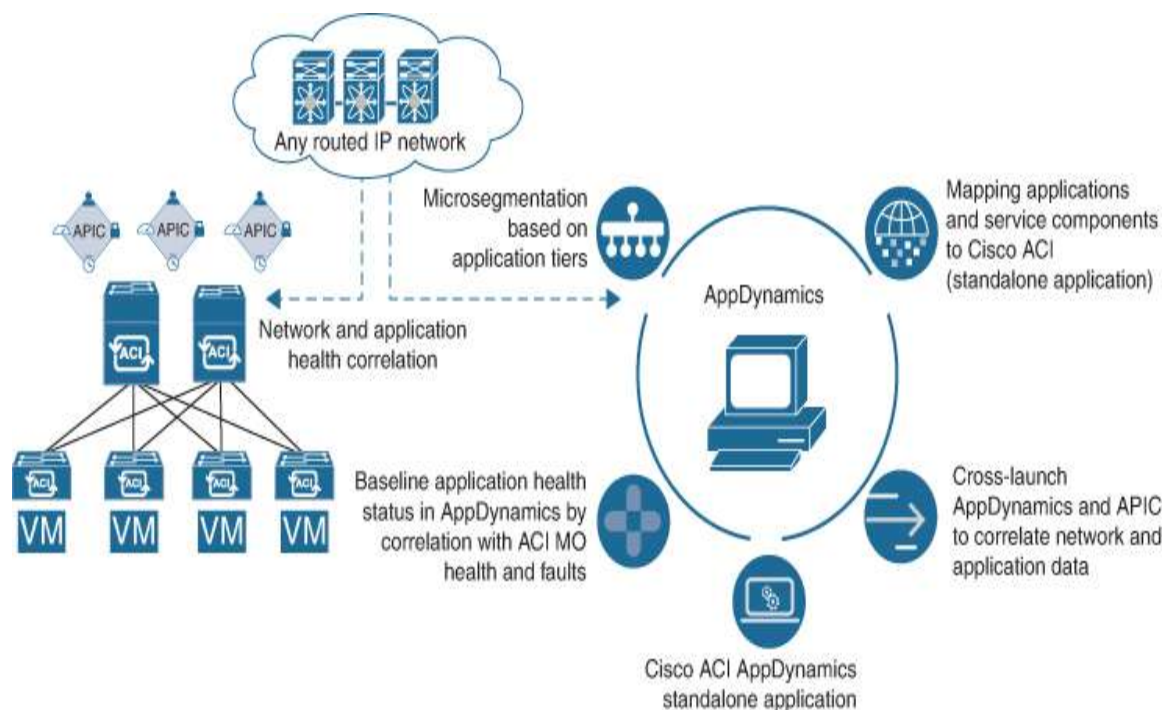 Any routed IP network
APIC
APIC
APIC
ACI
ACI
Network and application
health correlation
ACI
ACI
ACI
ACI
VM
VM
VM
VM
Microsegmentation
based on
application tiers
Mapping applications
and service components
to Cisco ACI
(standalone application)
AppDynamics
Baseline application health
status in AppDynamics by
correlation with ACI MO
health and faults
Cross-launch
AppDynamics and APIC
to correlate network and
application data
Cisco ACI AppDynamics
standalone application